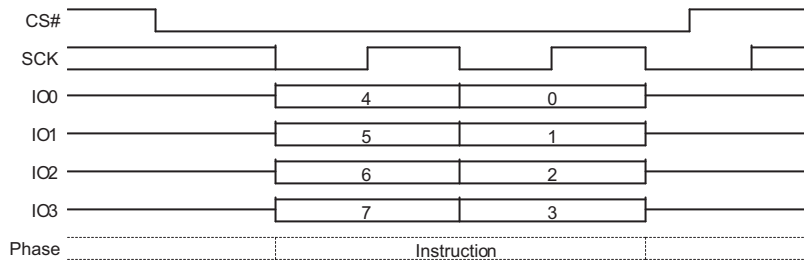 CS#
SCK
IO0 4 0
IO1 5 1
IO2 6 2
IO3 7 3
Phase Instruction